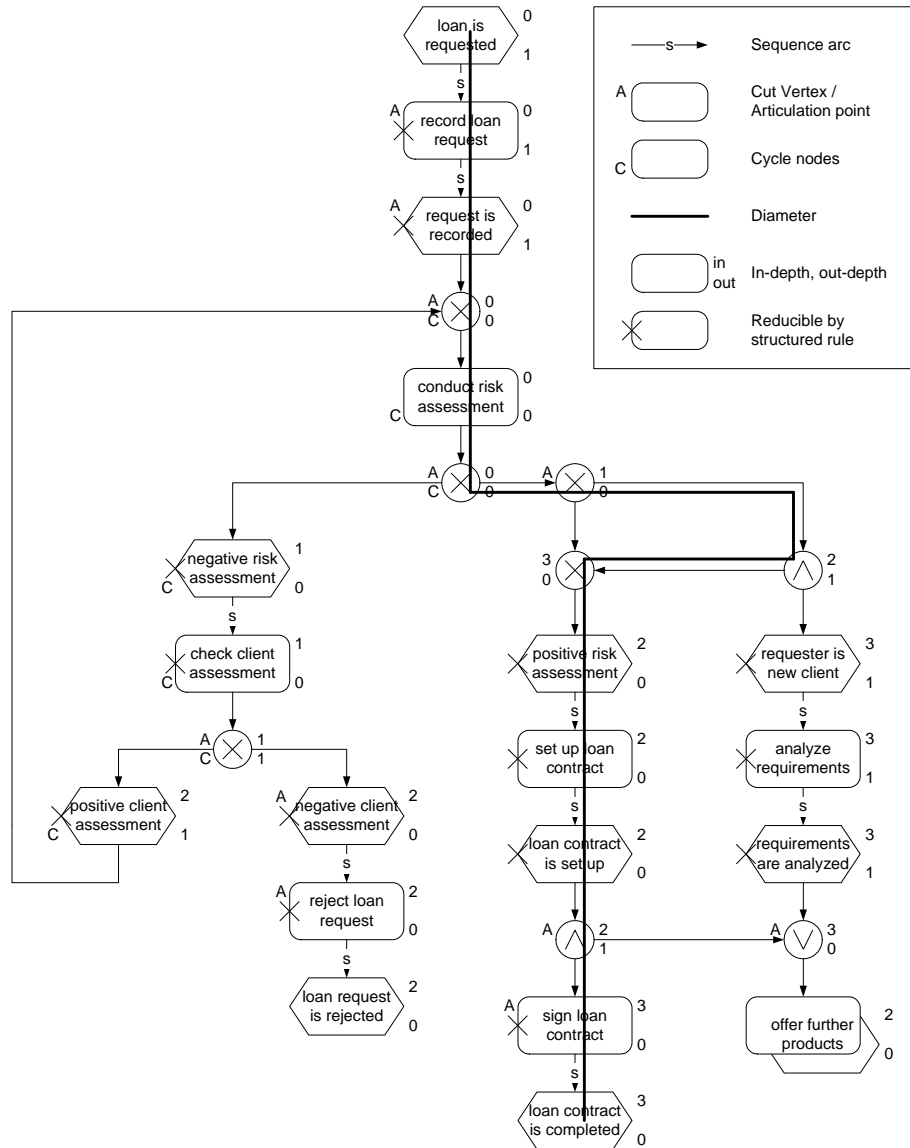 loan is
requested
0
1
s
A
record loan
request
0
1
s
A
request is
recorded
0
1
A
C
0
0
conduct risk
assessment
C
0
0
A
C
0
0
A
1
0
negative risk
assessment
C
1
0
s
check client
assessment
C
1
0
A
C
1
1
positive client
assessment
C
2
1
A
negative client
assessment
2
0
s
A
reject loan
request
2
0
s
loan request
is rejected
2
0
3
0
2
1
positive risk
assessment
2
0
s
set up loan
contract
2
0
s
loan contract
is set up
2
0
A
2
1
A
sign loan
contract
3
0
s
loan contract
is completed
3
0
requester is
new client
3
1
s
analyze
requirements
3
1
s
requirements
are analyzed
3
1
A
3
0
offer further
products
2
0
s
Sequence arc
A
Cut Vertex /
Articulation point
C
Cycle nodes
Diameter
in
out
In-depth, out-depth
Reducible by
structured rule